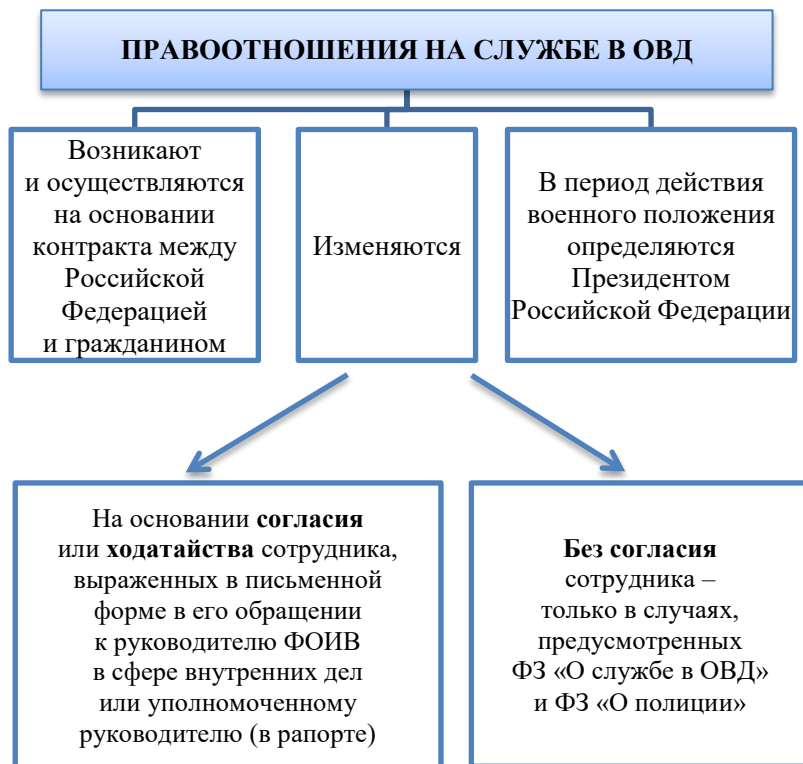 ПРАВООТНОШЕНИЯ НА СЛУЖБЕ В ОВД
Возникают
и осуществляются
на основании
контракта между
Российской
Федерацией
и гражданином
Изменяются
В период действия
военного положения
определяются
Президентом
Российской Федерации
На основании согласия
или ходатайства сотрудника,
выраженных в письменной
форме в его обращении
к руководителю ФОИВ
в сфере внутренних дел
или уполномоченному
руководителю (в рапорте)
Без согласия
сотрудника –
только в случаях,
предусмотренных
ФЗ «О службе в ОВД»
и ФЗ «О полиции»